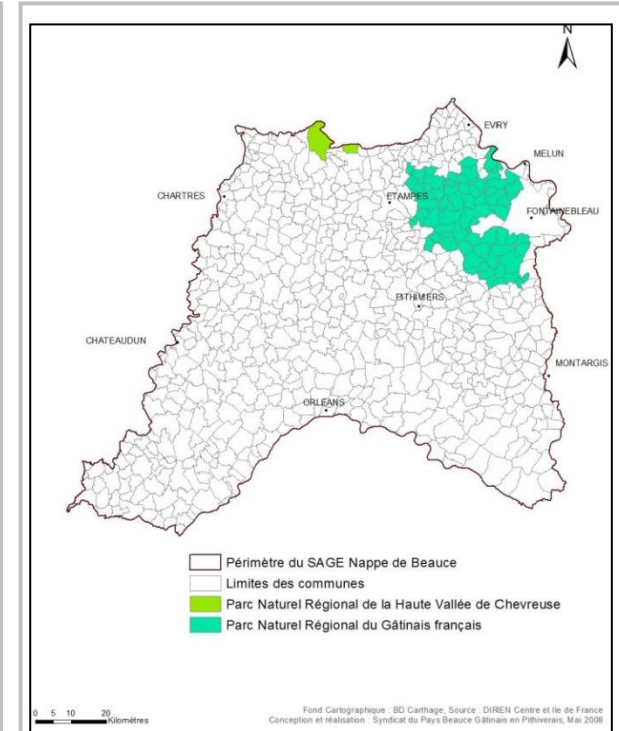 N
EVRY
MELUN
CHARTRES
ETAMPES
FONTAINEBLEAU
PITHIVIERS
CHATEAUDUN
MONTARGIS
ORLEANS
Périmètre du SAGE Nappe de Beauce
Limites des communes
Parc Naturel Régional de la Haute Vallée de Chevreuse
Parc Naturel Régional du Gâtinais français
0 5 10 20
Kilomètres
Fond Cartographique : BD Carthage, Source : DIREN Centre et Ile de France
Conception et réalisation : Syndicat du Pays Beauce Gâtinais en Pithiverais, Mai 2008